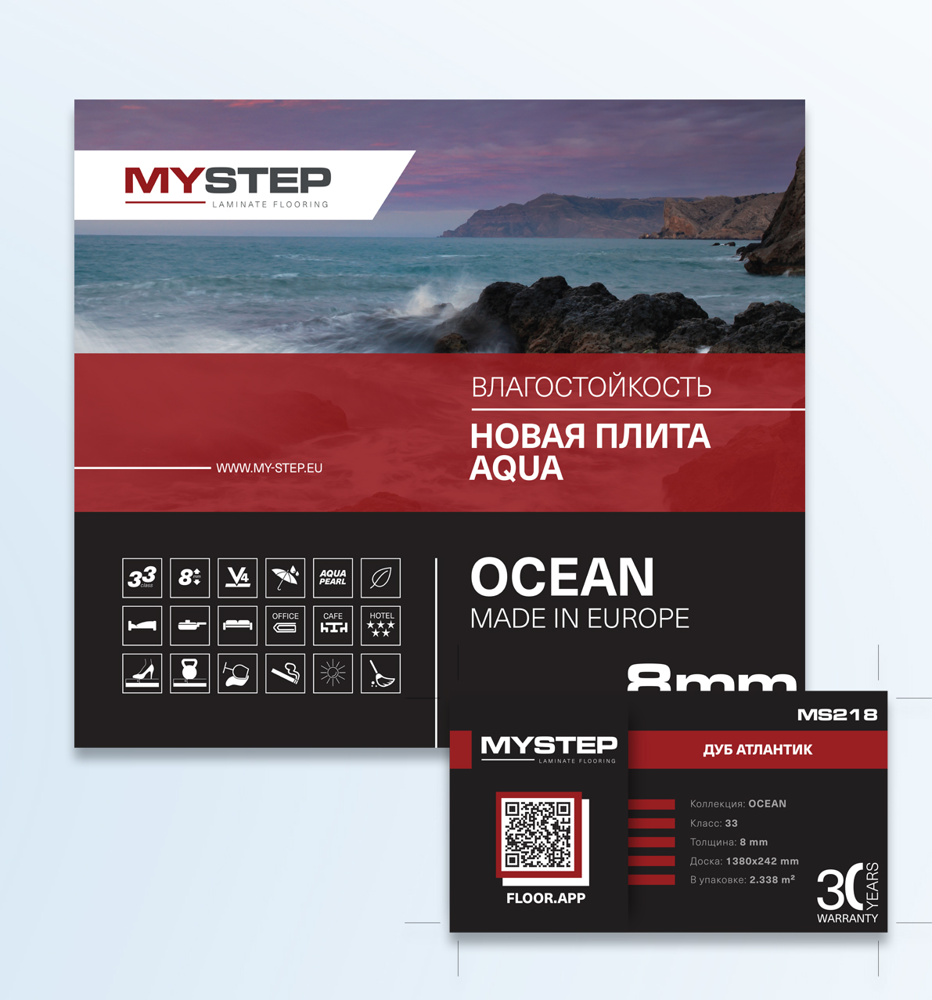 MYSTEP
LAMINATE FLOORING
ВЛАГОСТОЙКОСТЬ
НОВАЯ ПЛИТА
AQUA
WWW.MY-STEP.EU
33 class
8 mm
V4
AQUA
PEARL
OFFICE
CAFE
HOTEL
OCEAN
MADE IN EUROPE
8mm
MS218
MYSTEP
LAMINATE FLOORING
ДУБ АТЛАНТИК
Коллекция: OCEAN
Класс: 33
Толщина: 8 mm
Доска: 1380x242 mm
В упаковке: 2.338 m²
FLOOR.APP
30 YEARS
WARRANTY